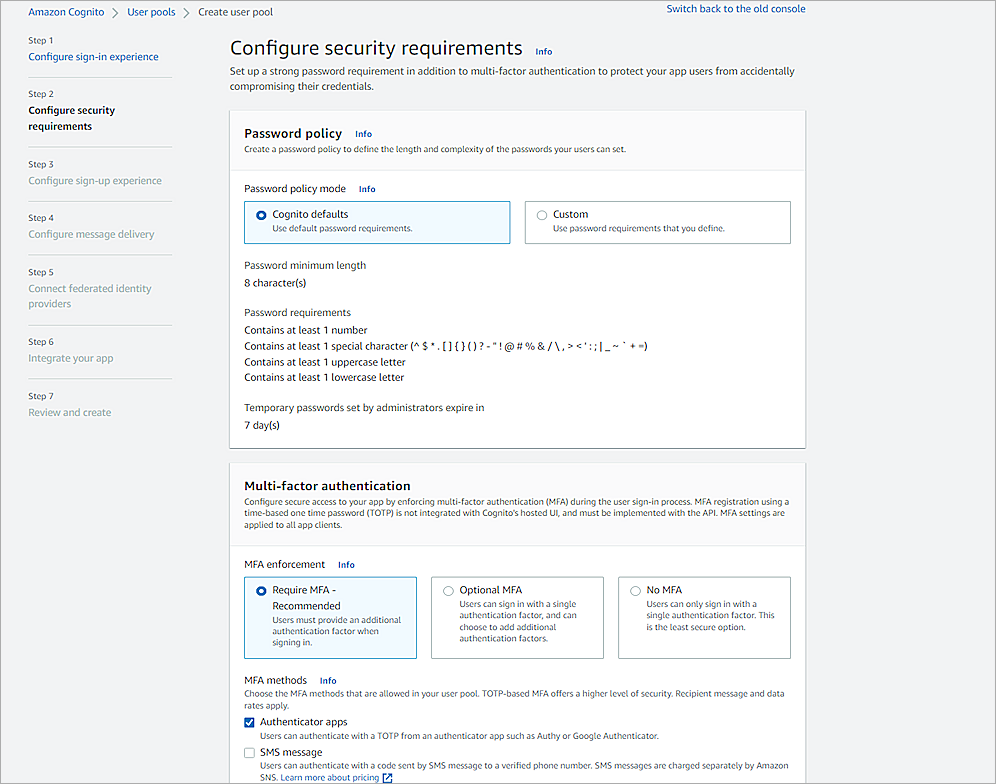 Amazon Cognito > User pools > Create user pool
Switch back to the old console
Step 1
Configure sign-in experience
Step 2
Configure security
requirements
Step 3
Configure sign-up experience
Step 4
Configure message delivery
Step 5
Connect federated identity
providers
Step 6
Integrate your app
Step 7
Review and create
Configure security requirements Info
Set up a strong password requirement in addition to multi-factor authentication to protect your app users from accidentally
compromising their credentials.
Password policy Info
Create a password policy to define the length and complexity of the passwords your users can set.
Password policy mode Info
Cognito defaults
Use default password requirements.
Custom
Use password requirements that you define.
Password minimum length
8 character(s)
Password requirements
Contains at least 1 number
Contains at least 1 special character (^ $ * . [ ] { } ( ) ? - " ! @ # % & / \ , > < ' : ; | _ ~ ` + =)
Contains at least 1 uppercase letter
Contains at least 1 lowercase letter
Temporary passwords set by administrators expire in
7 day(s)
Multi-factor authentication
Configure secure access to your app by enforcing multi-factor authentication (MFA) during the user sign-in process. MFA registration using a
time-based one time password (TOTP) is not integrated with Cognito's hosted UI, and must be implemented with the API. MFA settings are
applied to all app clients.
MFA enforcement Info
Require MFA -
Recommended
Users must provide an additional
authentication factor when
signing in.
Optional MFA
Users can sign in with a single
authentication factor, and can
choose to add additional
authentication factors.
No MFA
Users can only sign in with a
single authentication factor. This
is the least secure option.
MFA methods Info
Choose the MFA methods that are allowed in your user pool. TOTP-based MFA offers a higher level of security. Recipient message and data
rates apply.
Authenticator apps
Users can authenticate with a TOTP from an authenticator app such as Authy or Google Authenticator.
SMS message
Users can authenticate with a code sent by SMS message to a verified phone number. SMS messages are charged separately by Amazon
SNS. Learn more about pricing